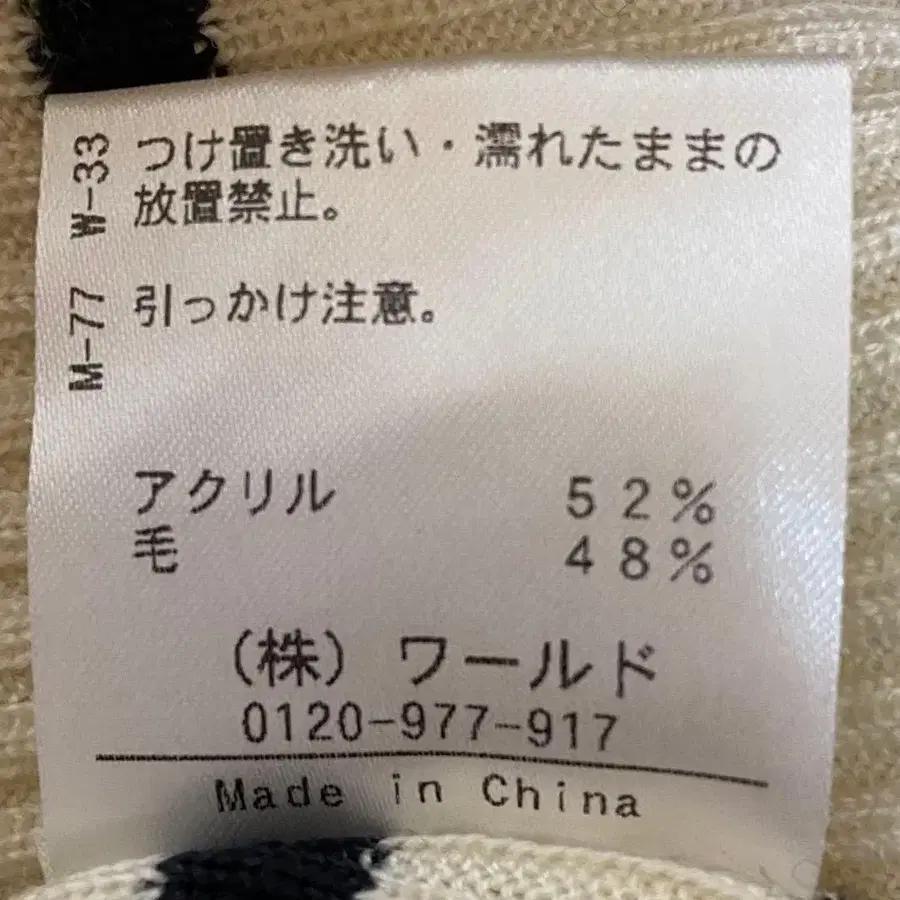 W-33 つけ置き洗い・濡れたままの
放置禁止。
M-77 引っかけ注意。
アクリル 52%
毛 48%
(株) ワールド
0120-977-917
Made in China